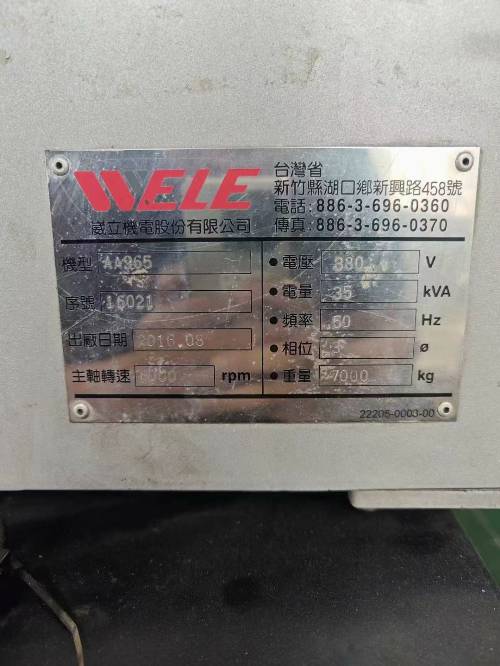 WELE
崴立機電股份有限公司
台灣省
新竹縣湖口鄉新興路458號
電話:886-3-696-0360
傳真:886-3-696-0370
機型 AA965
序號 16021
出廠日期 2016.08
主軸轉速 rpm
電壓 380 V
電量 35 kVA
頻率 60 Hz
相位 ø
重量 7000 kg
22205-0003-00